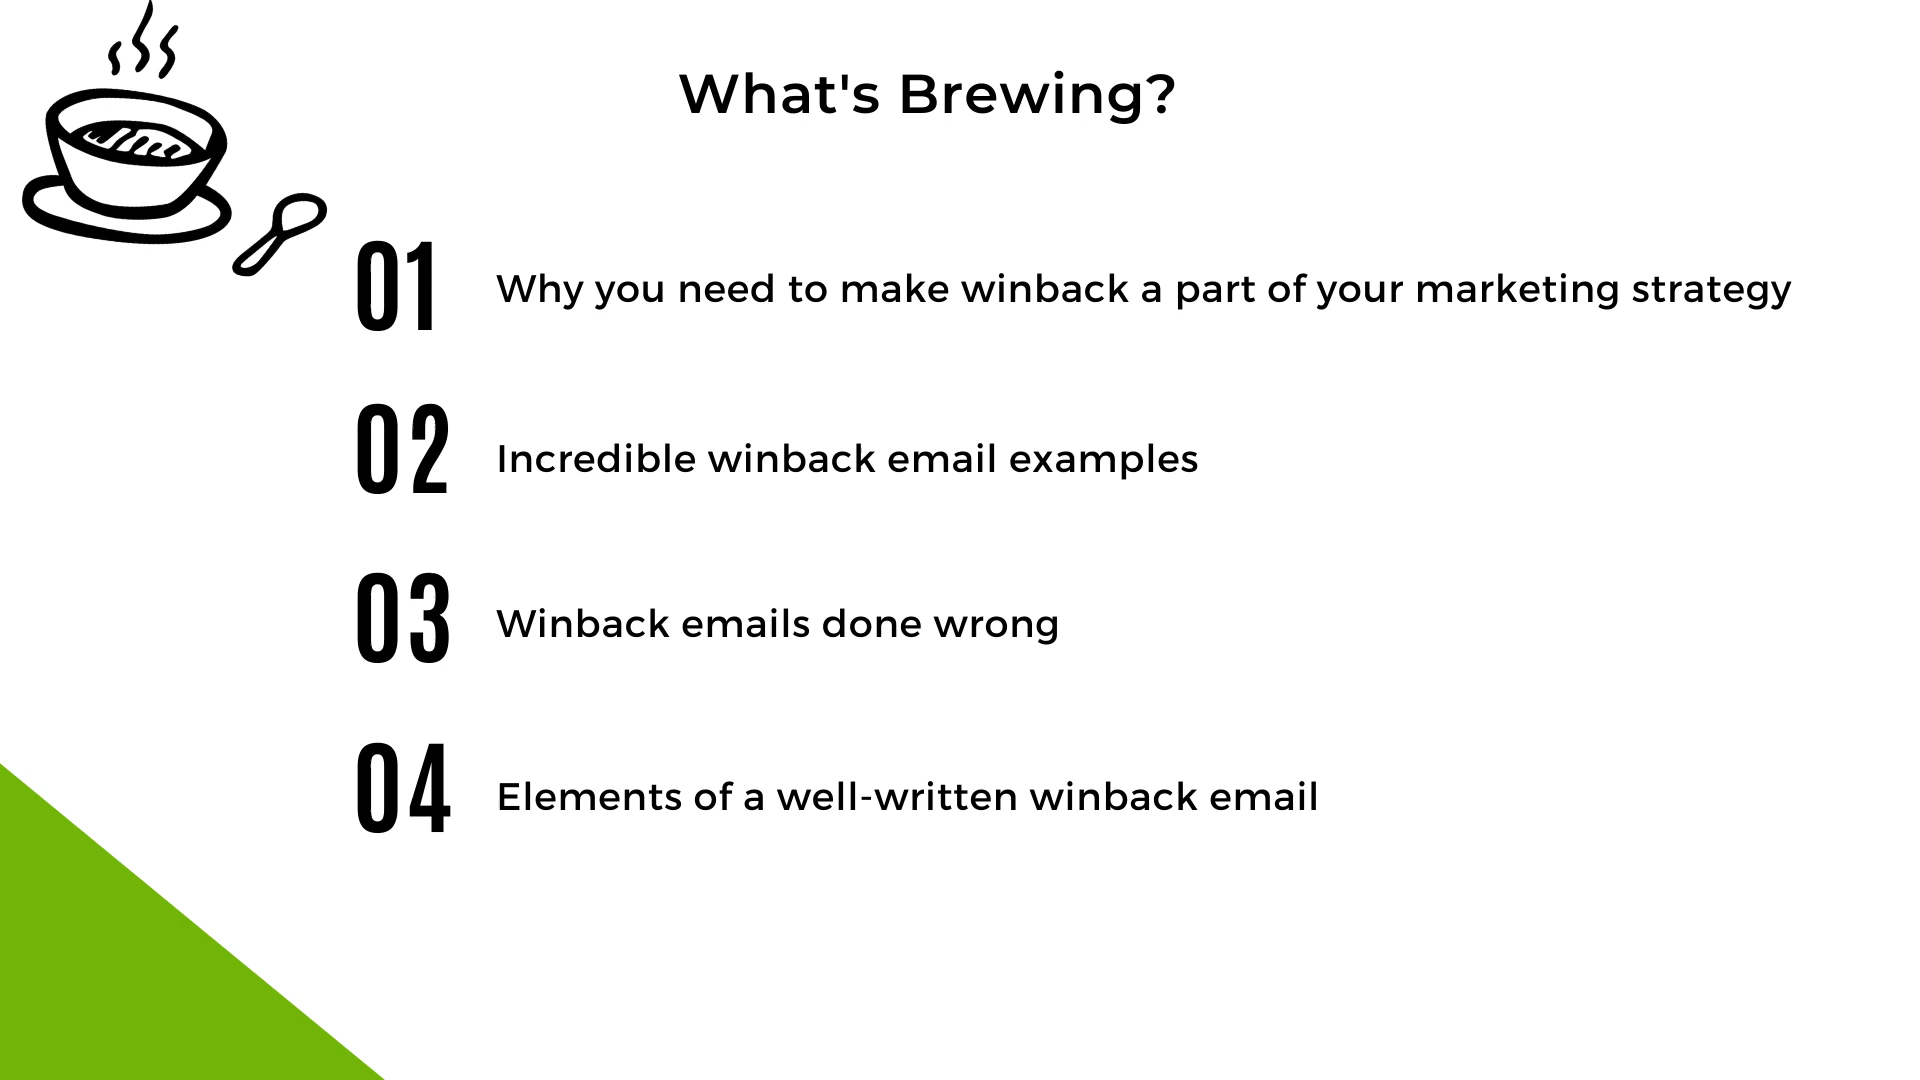 What's Brewing?
01 Why you need to make winback a part of your marketing strategy
02 Incredible winback email examples
03 Winback emails done wrong
04 Elements of a well-written winback email